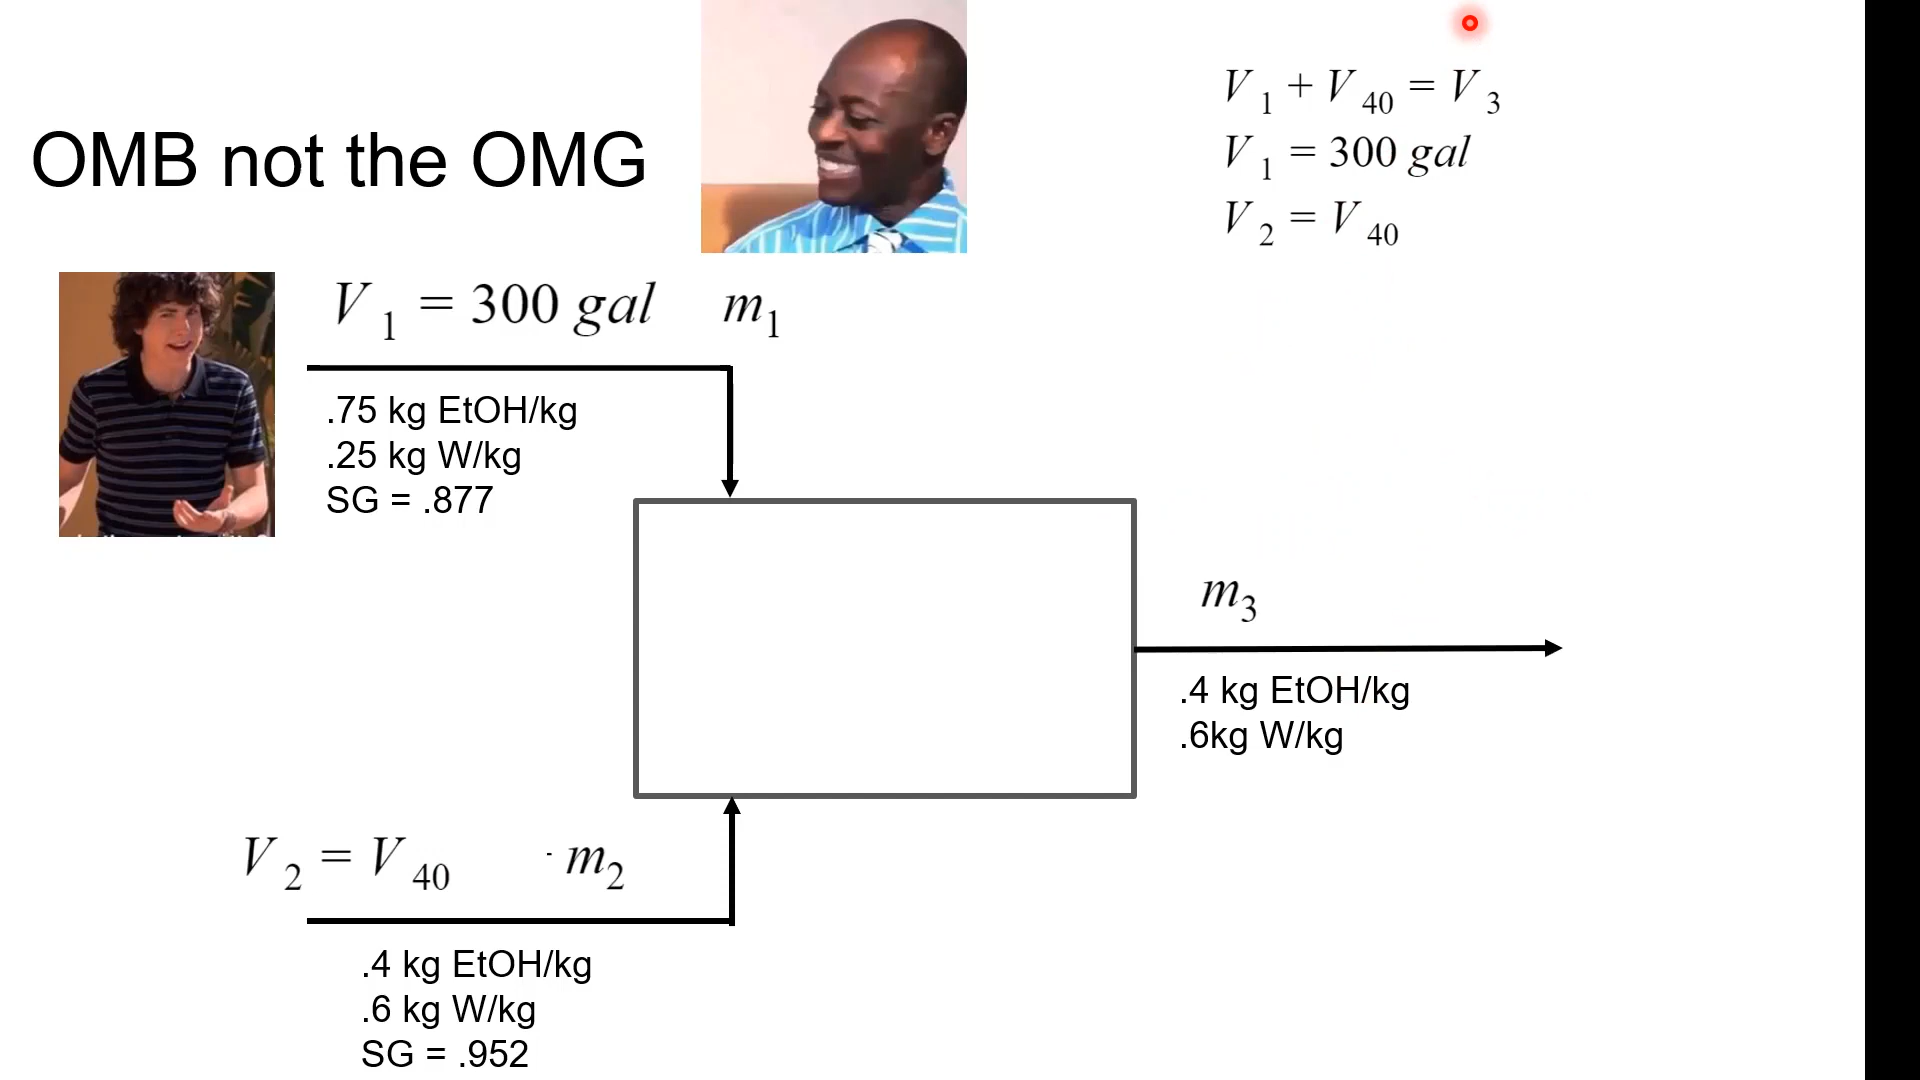 OMB not the OMG
V1 + V40 = V3
V1 = 300 gal
V2 = V40
V1 = 300 gal m1
.75 kg EtOH/kg
.25 kg W/kg
SG = .877
m3
.4 kg EtOH/kg
.6kg W/kg
V2 = V40 m2
.4 kg EtOH/kg
.6 kg W/kg
SG = .952